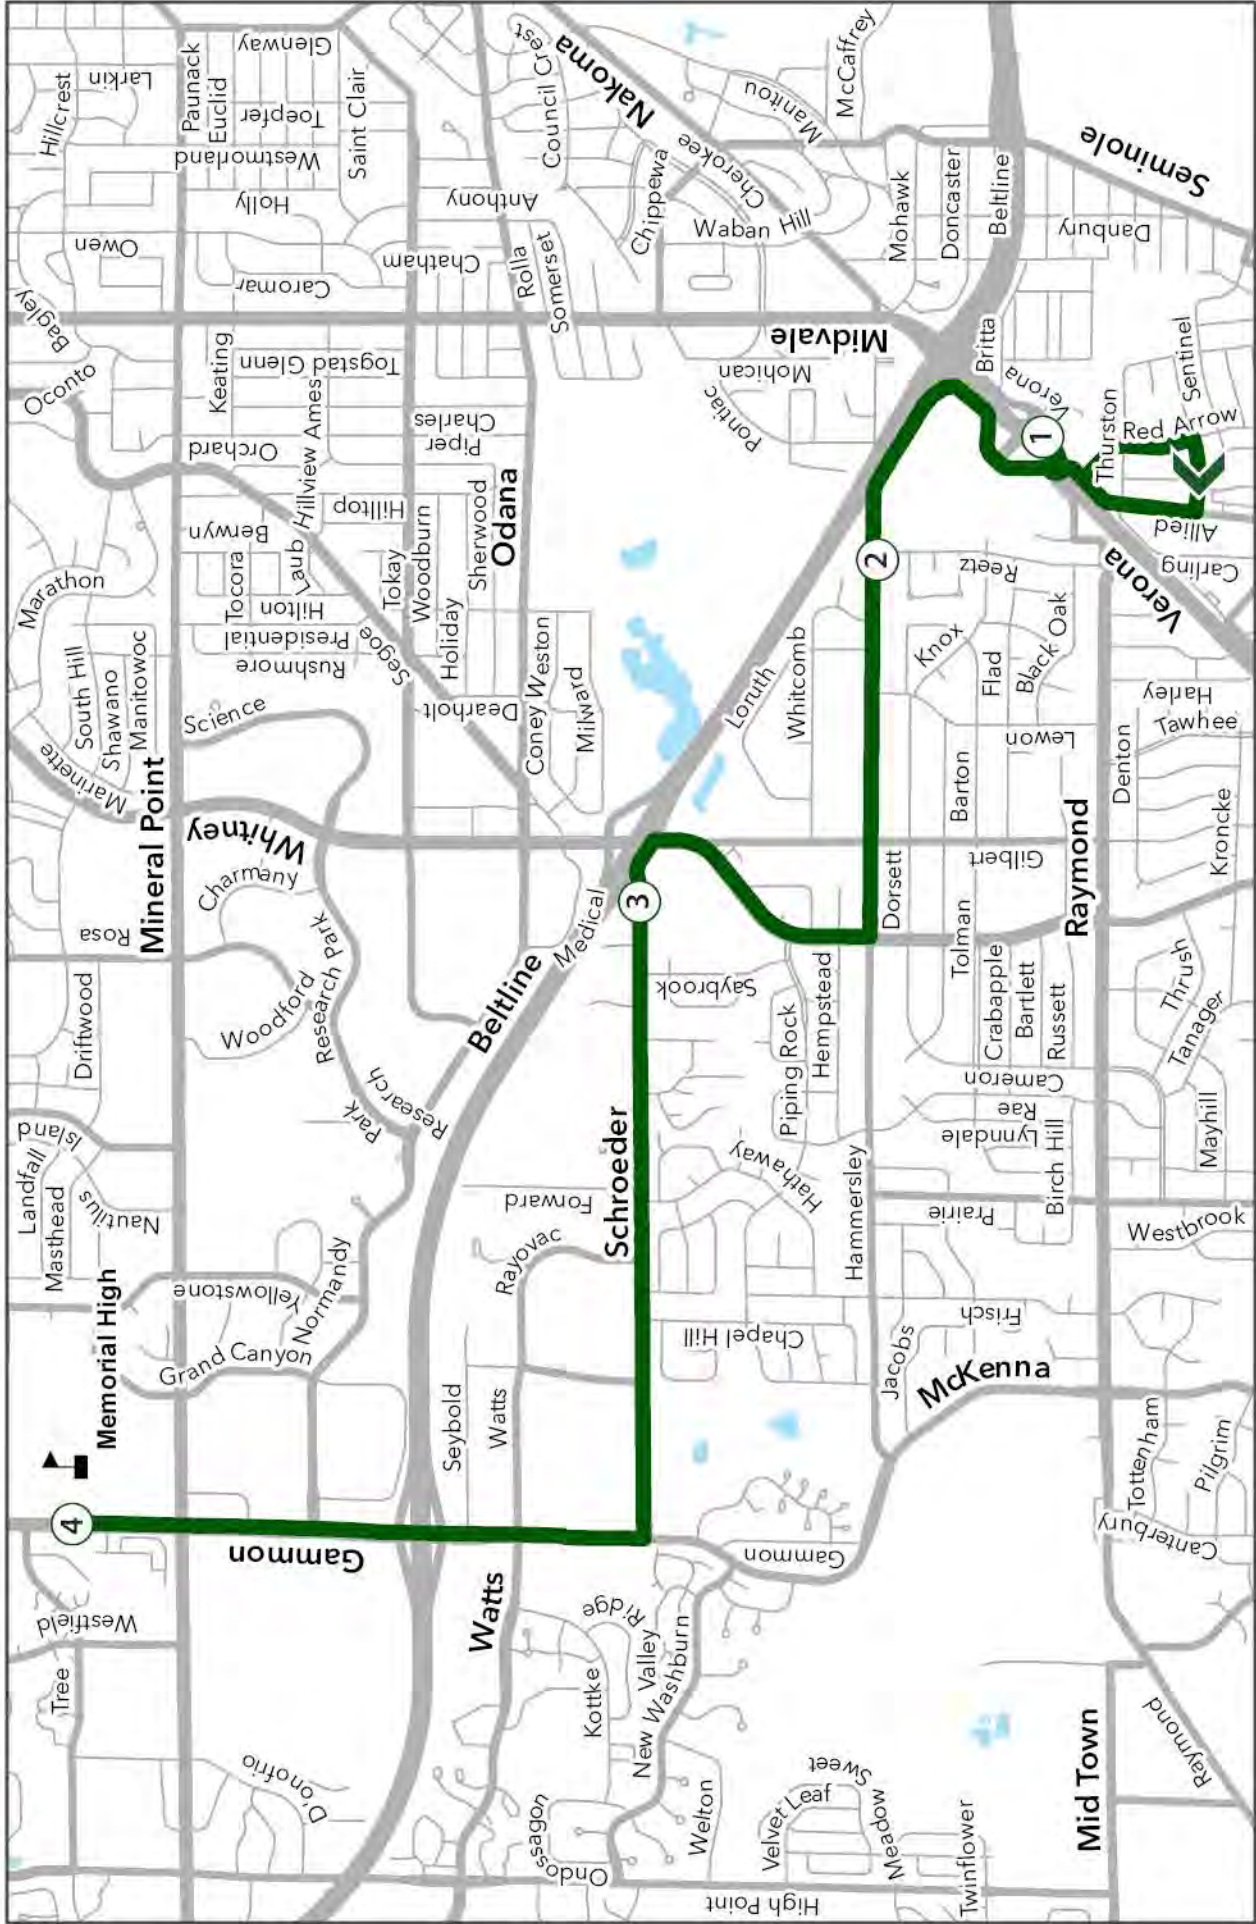 Glenway
Larkin
Hillcrest
Paunack
Euclid
Toepfer
Westmorland
Saint Clair
Holly
Owen
Caromar
Chatham
Anthony
Council Crest
Nakoma
McCaffrey
Manitou
Cherokee
Chippewa
Waban Hill
Mohawk
Doncaster
Beltline
Seminole
Danbury
Bagley
Oconto
Keating
Togstad Glenn
Ames
Rolla
Somerset
Midvale
Mohican
Pontiac
Britta
Verona
Sentinel
Thurston
Red Arrow
Allied
Carling
Verona
1
2
3
4
Orchard
Hillview
Charles
Piper
Odana
Sherwood
Hilltop
Berwyn
Laub
Tocora
Hilton
Tokay
Woodburn
Holiday
Presidential
Rushmore
Segoe
Dearholt
Marathon
South Hill
Shawano
Manitowoc
Marinette
Science
Coney Weston
Milward
Loruth
Whitcomb
Reetz
Knox
Flad
Black Oak
Lewon
Harley
Tawhee
Denton
Barton
Raymond
Kroncke
Gilbert
Dorsett
Tolman
Mineral Point
Whitney
Charmany
Rosa
Research Park
Woodford
Driftwood
Medical
Beltline
Saybrook
Piping Rock
Hempstead
Crabapple
Bartlett
Russett
Thrush
Tanager
Cameron
Rae
Lynndale
Birch Hill
Mayhill
Research
Park
Island
Landfall
Masthead
Nautilus
Schroeder
Hathaway
Forward
Rayovac
Hammersley
Prairie
Westbrook
Memorial High
Yellowstone
Normandy
Grand Canyon
Chapel Hill
Frisch
Jacobs
McKenna
Seybold
Watts
Tottenham
Pilgrim
Canterbury
Gammon
Gammon
Westfield
Watts
Ridge
Valley
New Washburn
Kottke
Tree
D'onofrio
Ondossagon
Welton
Velvet Leaf
Sweet
Meadow
Twinflower
High Point
Mid Town
Raymond